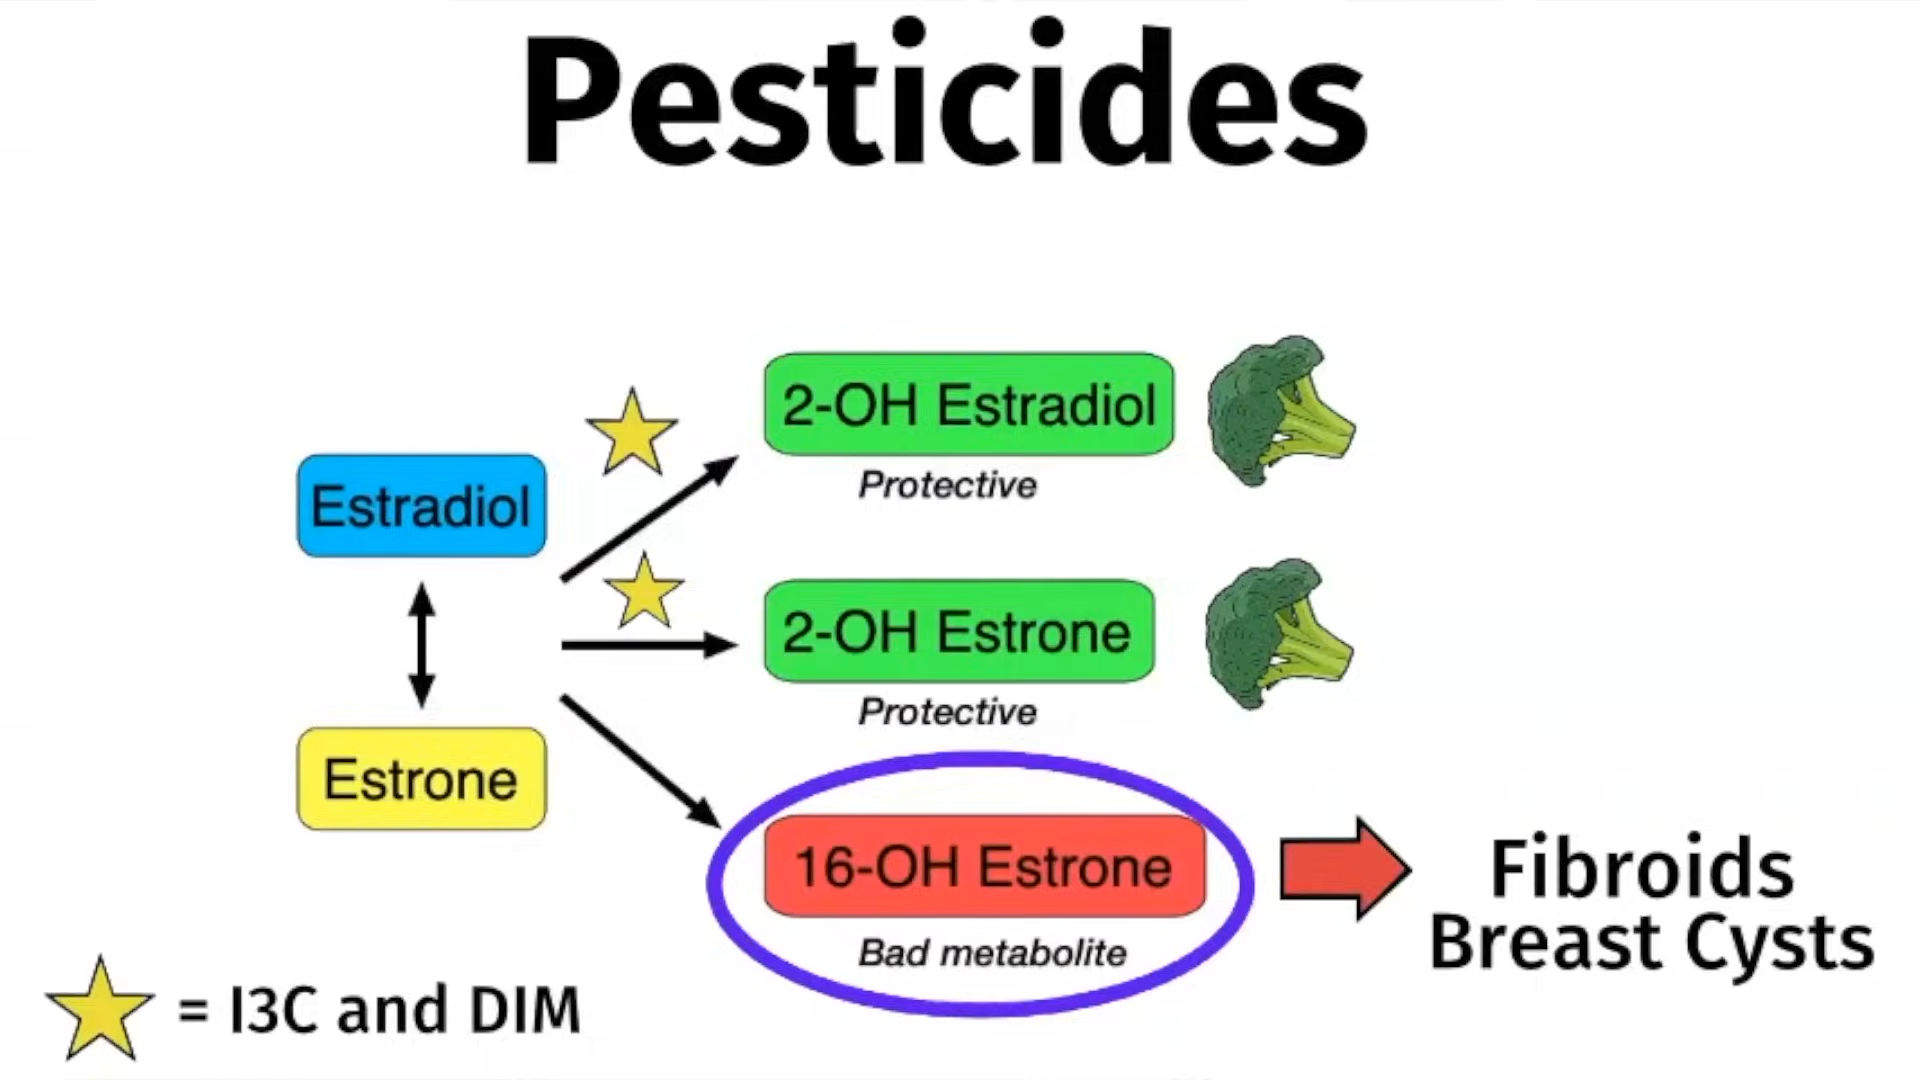 Pesticides
2-OH Estradiol
Protective
Estradiol
2-OH Estrone
Protective
Estrone
16-OH Estrone
Bad metabolite
Fibroids
Breast Cysts
= I3C and DIM